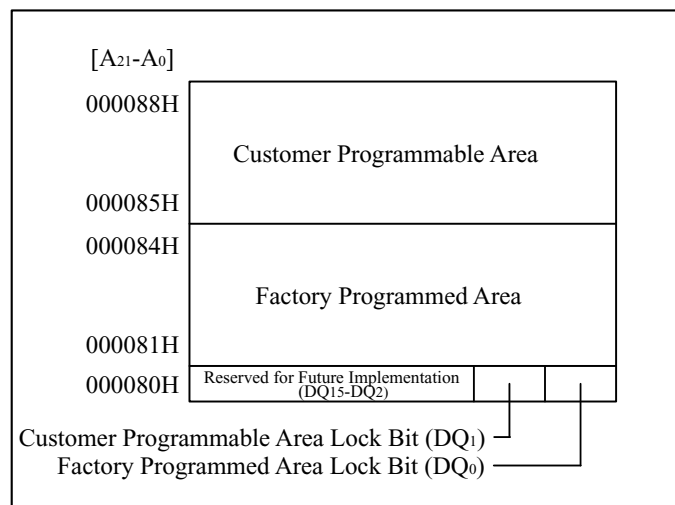 [A21-A0]
000088H
Customer Programmable Area
000085H
000084H
Factory Programmed Area
000081H
000080H
Reserved for Future Implementation
(DQ15-DQ2)
Customer Programmable Area Lock Bit (DQ1)
Factory Programmed Area Lock Bit (DQ0)